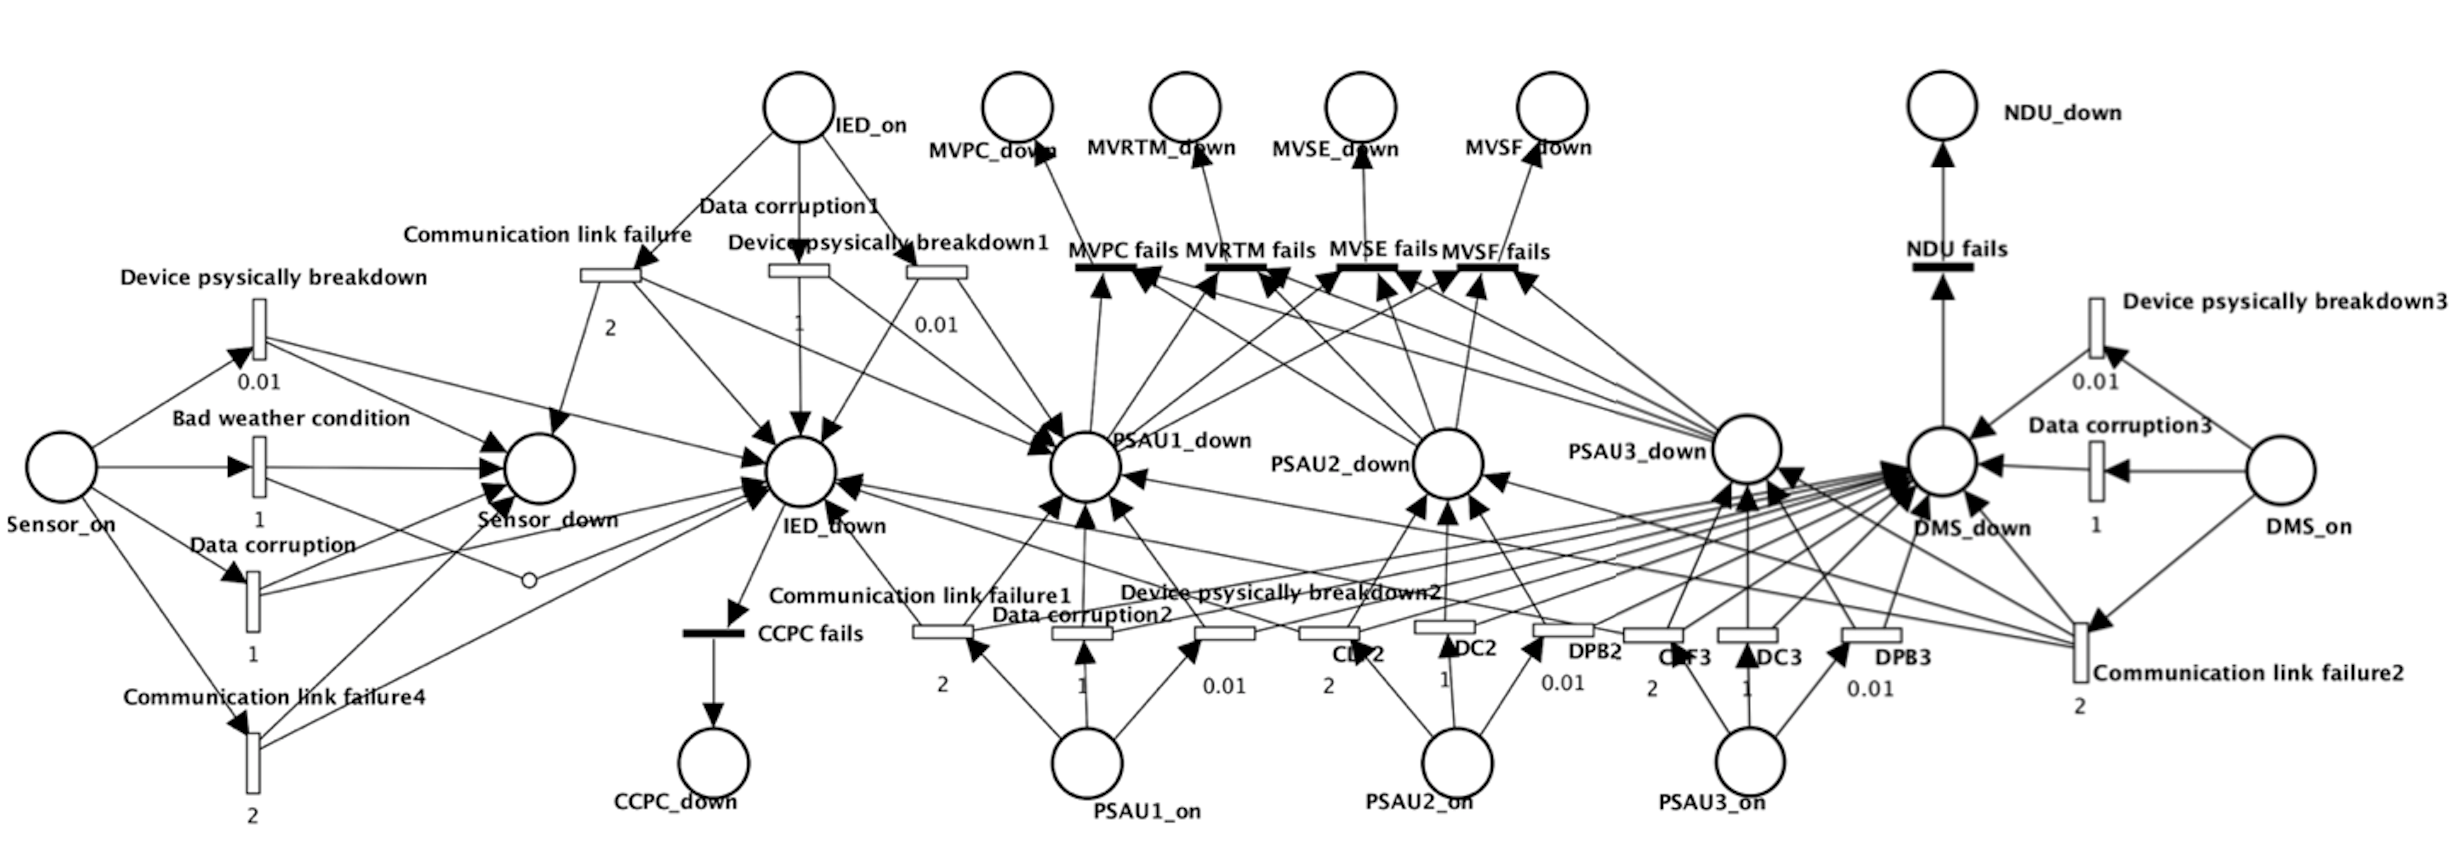 IED_on
MVPC_down
MVRTM_down
MVSE_down
MVSF_down
NDU_down
Data corruption1
Communication link failure
Device psysically breakdown1
MVPC fails
MVRTM fails
MVSE fails
MVSF fails
NDU fails
Device psysically breakdown
Device psysically breakdown3
2
1
0.01
0.01
0.01
Bad weather condition
Data corruption3
PSAU1_down
PSAU2_down
PSAU3_down
Sensor_on
1
Sensor_down
IED_down
DMS_down
1
DMS_on
Data corruption
Communication link failure1
Device psysically breakdown2
Data corruption2
CCPC fails
1
CLF2
DC2
DPB2
CLF3
DC3
DPB3
Communication link failure2
2
1
0.01
2
1
0.01
2
1
0.01
2
Communication link failure4
2
CCPC_down
PSAU1_on
PSAU2_on
PSAU3_on